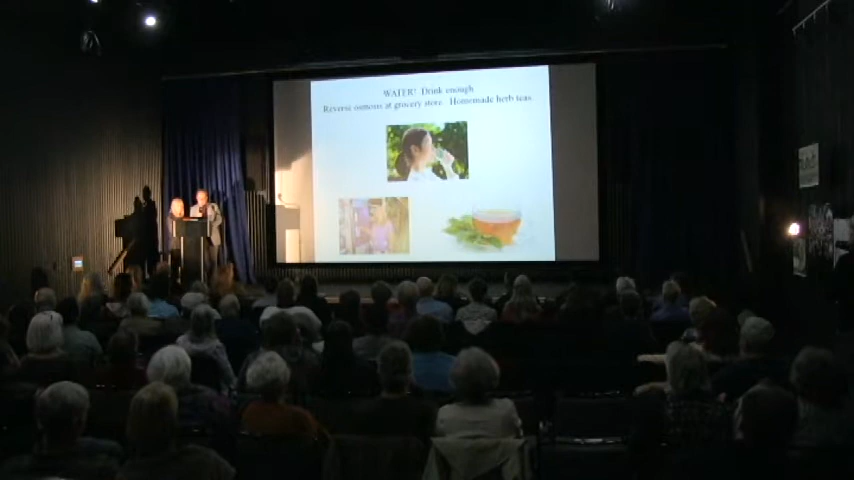 WATER! Drink enough
Reverse osmosis at grocery store. Homemade herb teas.